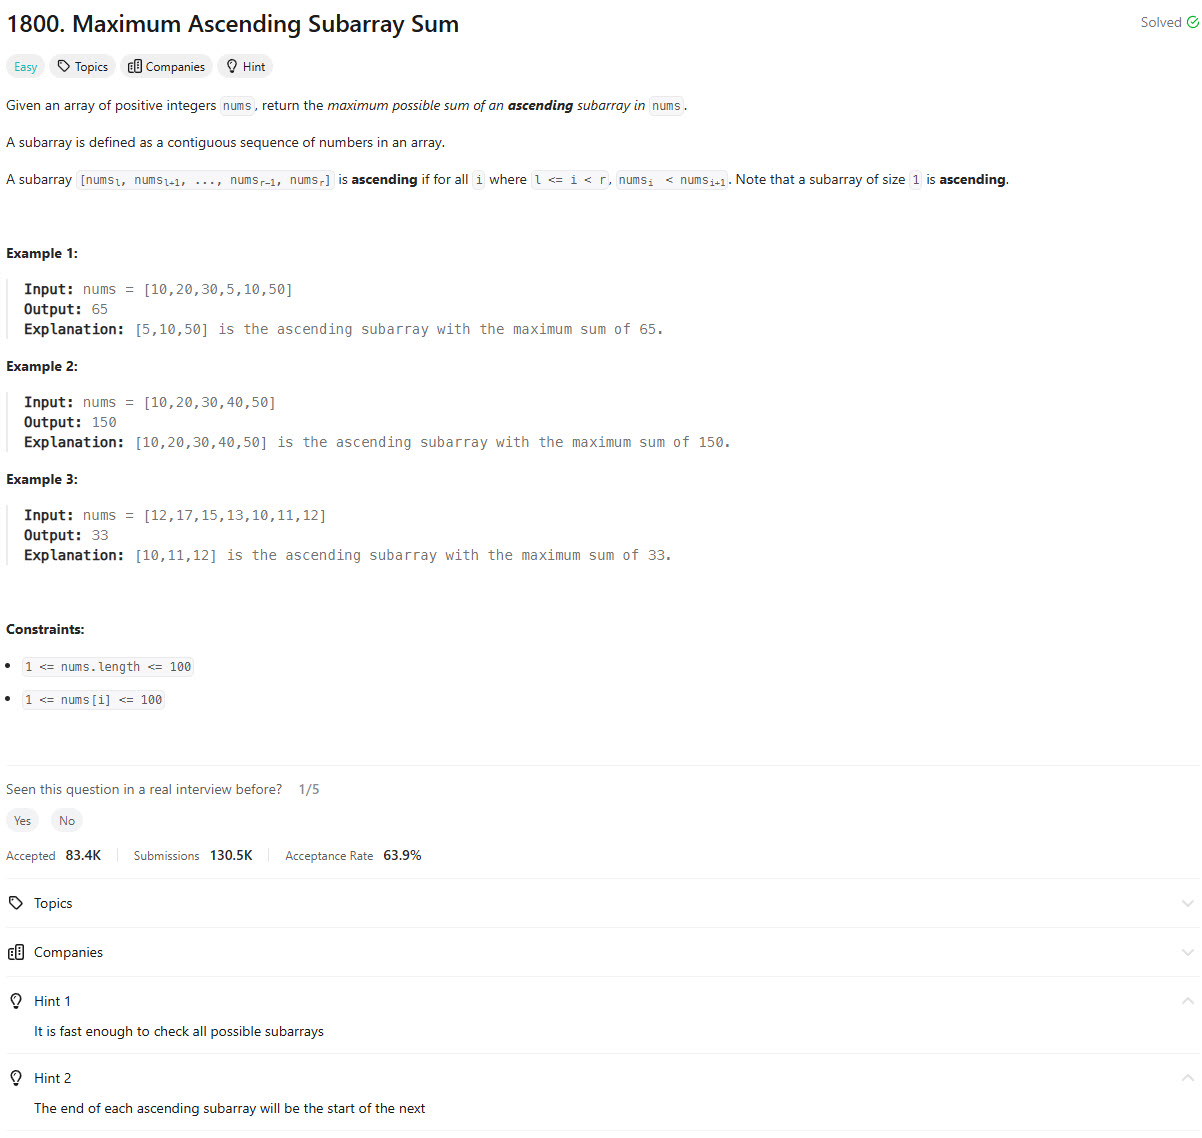 1800. Maximum Ascending Subarray Sum
Solved
Easy Topics Companies Hint
Given an array of positive integers nums, return the maximum possible sum of an ascending subarray in nums.
A subarray is defined as a contiguous sequence of numbers in an array.
A subarray [numsₗ, numsₗ₊₁, ..., numsᵣ₋₁, numsᵣ] is ascending if for all i where l <= i < r, numsᵢ < numsᵢ₊₁. Note that a subarray of size 1 is ascending.
Example 1:
Input: nums = [10,20,30,5,10,50]
Output: 65
Explanation: [5,10,50] is the ascending subarray with the maximum sum of 65.
Example 2:
Input: nums = [10,20,30,40,50]
Output: 150
Explanation: [10,20,30,40,50] is the ascending subarray with the maximum sum of 150.
Example 3:
Input: nums = [12,17,15,13,10,11,12]
Output: 33
Explanation: [10,11,12] is the ascending subarray with the maximum sum of 33.
Constraints:
• 1 <= nums.length <= 100
• 1 <= nums[i] <= 100
Seen this question in a real interview before? 1/5
Yes No
Accepted 83.4K Submissions 130.5K Acceptance Rate 63.9%
Topics
Companies
Hint 1
It is fast enough to check all possible subarrays
Hint 2
The end of each ascending subarray will be the start of the next